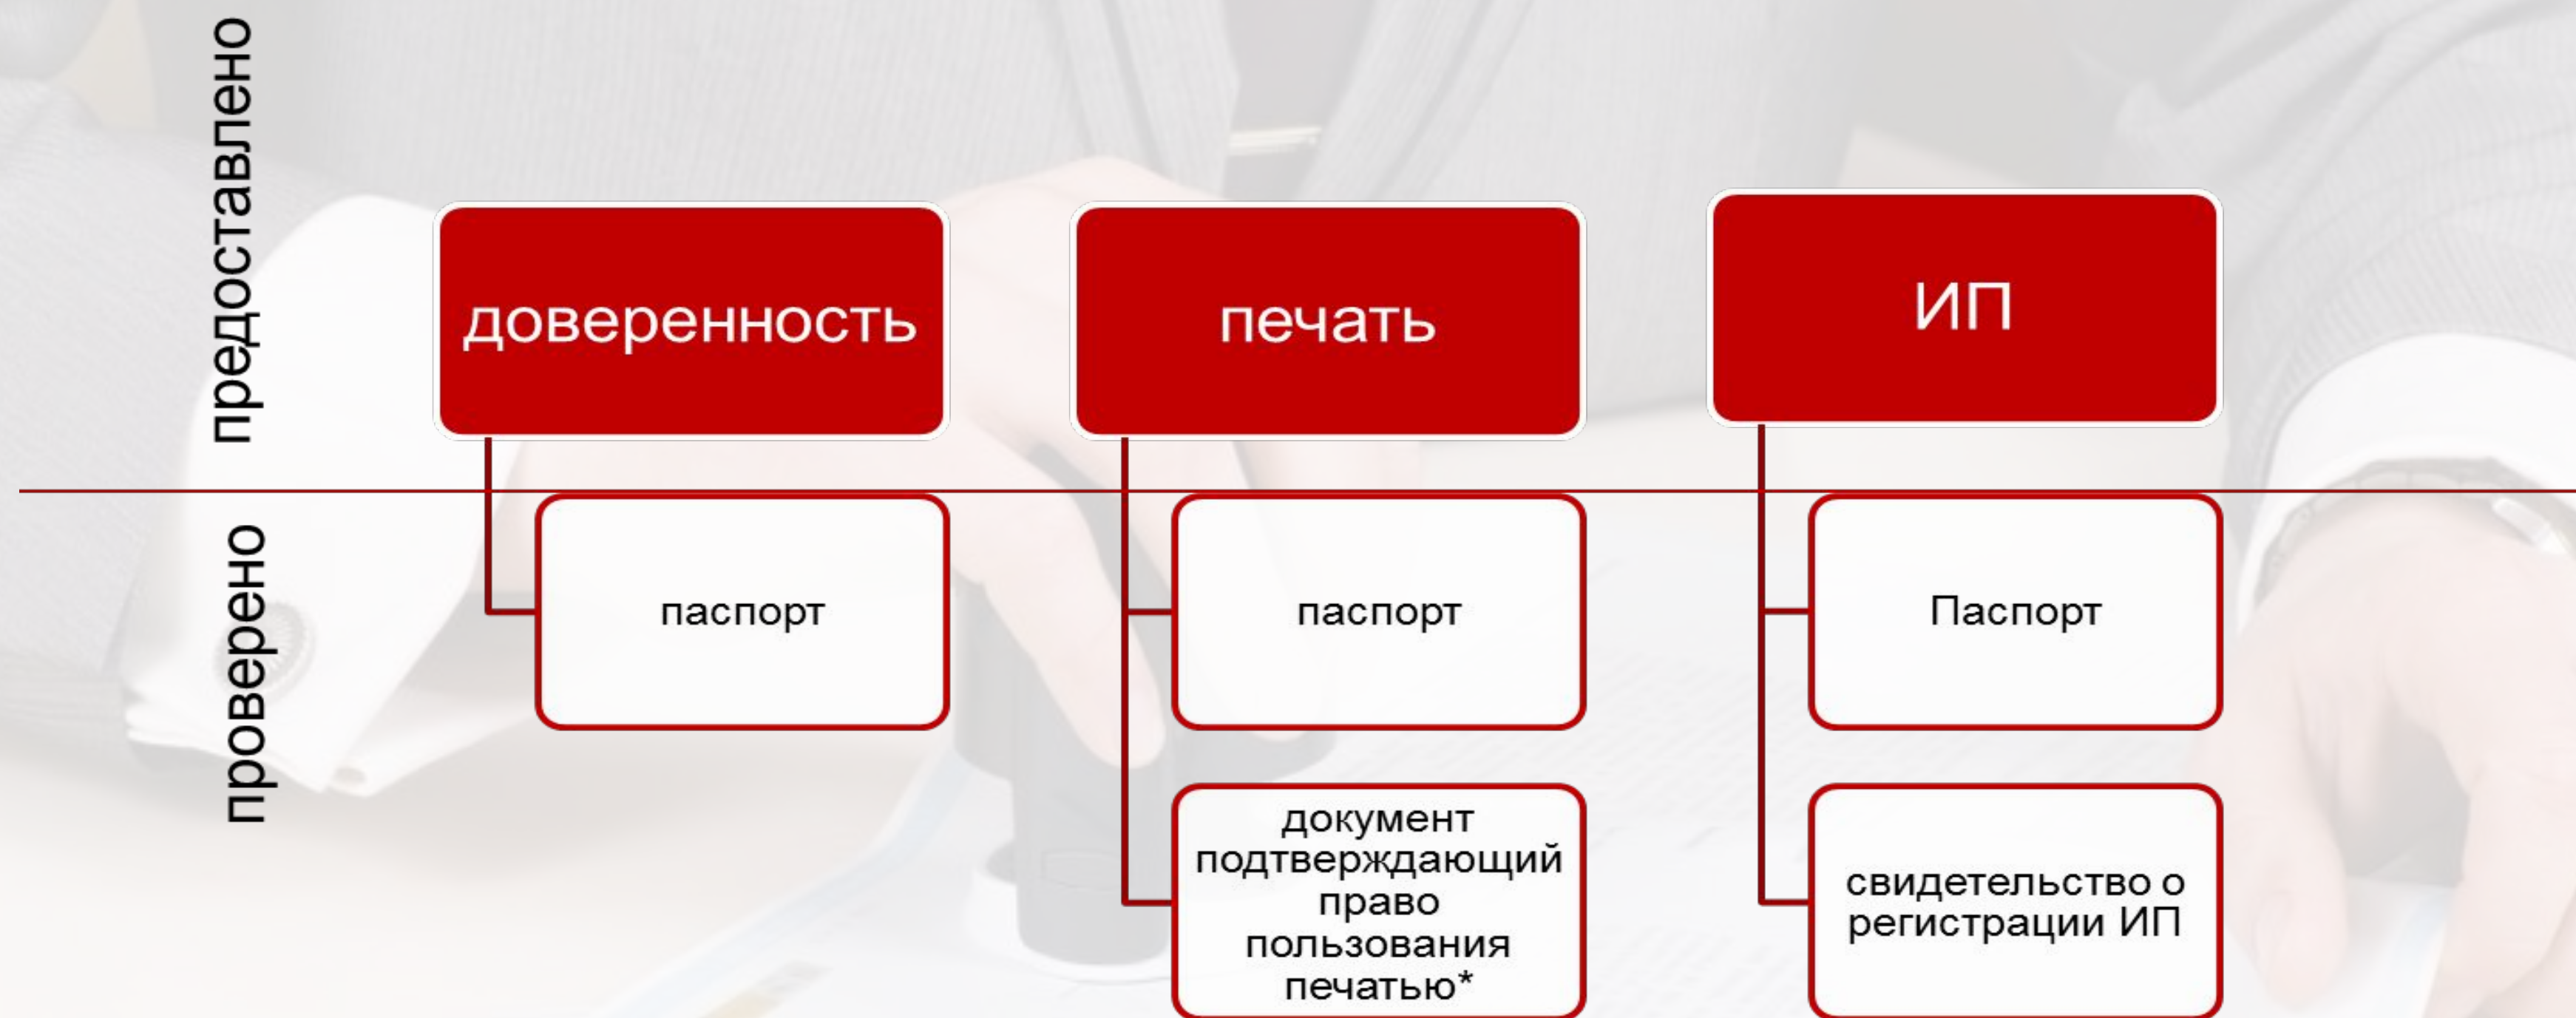 предоставлено
доверенность
печать
ИП
проверено
паспорт
паспорт
Паспорт
документ
подтверждающий
право
пользования
печатью*
свидетельство о
регистрации ИП